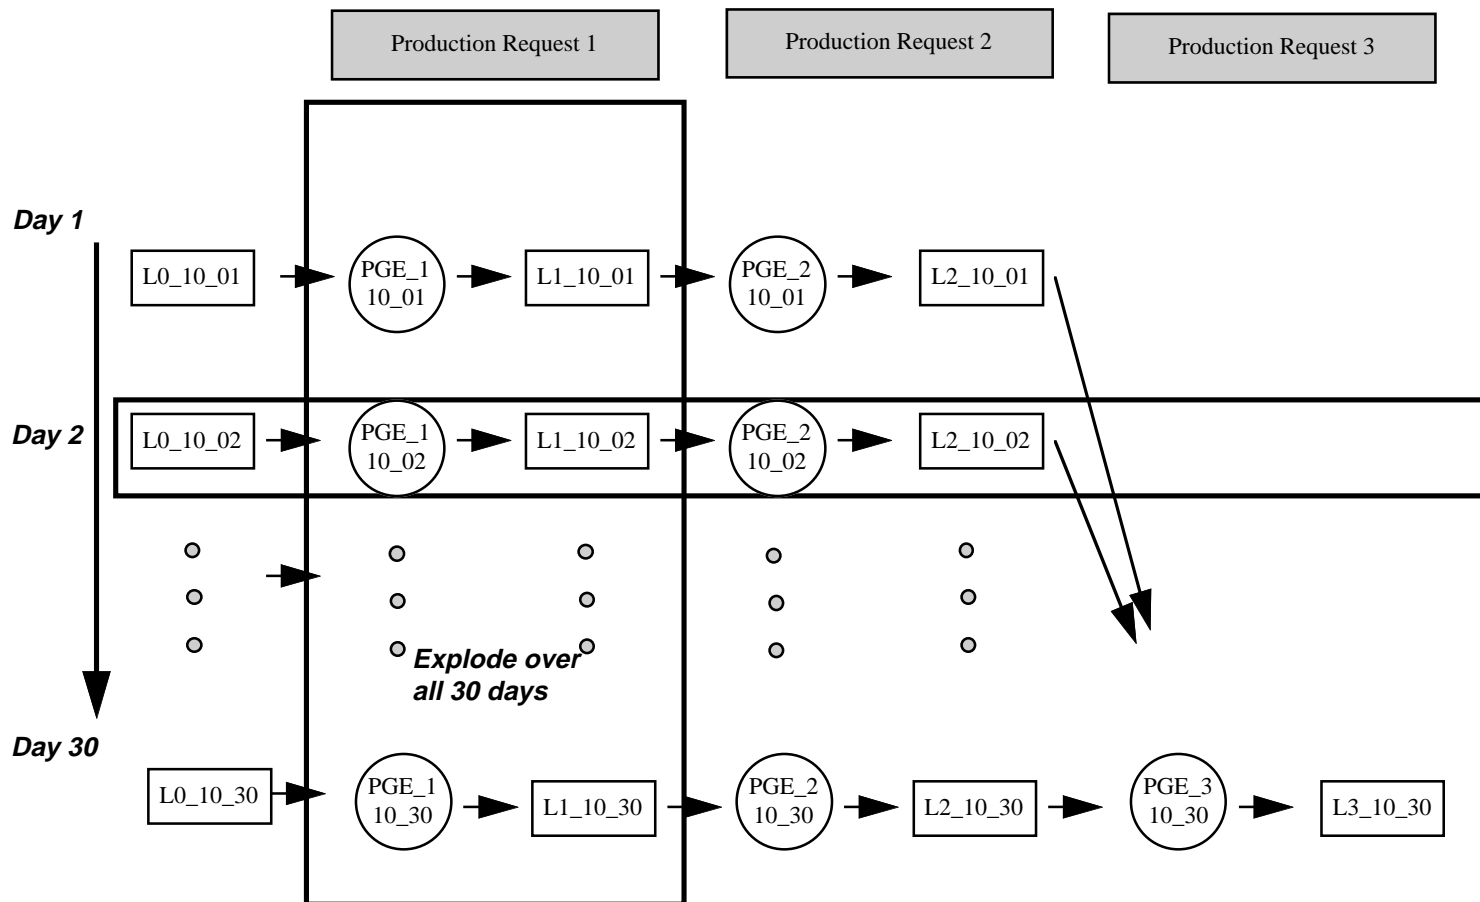 Production Request 1
Production Request 2
Production Request 3
Day 1
L0_10_01
PGE_1
10_01
L1_10_01
PGE_2
10_01
L2_10_01
Day 2
L0_10_02
PGE_1
10_02
L1_10_02
PGE_2
10_02
L2_10_02
Explode over
all 30 days
Day 30
L0_10_30
PGE_1
10_30
L1_10_30
PGE_2
10_30
L2_10_30
PGE_3
10_30
L3_10_30